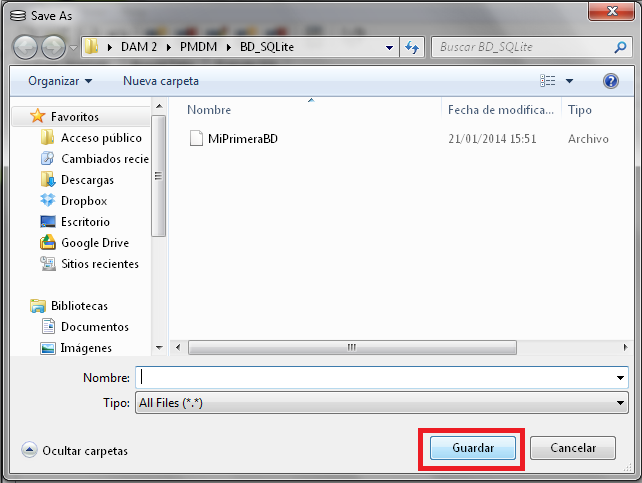 Save As
DAM 2 ▸ PMDM ▸ BD_SQLite
Buscar BD_SQLite
Organizar
Nueva carpeta
Nombre
Fecha de modifica...
Tipo
Favoritos
Acceso público
Cambiados recie
Descargas
Dropbox
Escritorio
Google Drive
Sitios recientes
Bibliotecas
Documentos
Imágenes
MiPrimeraBD
21/01/2014 15:51
Archivo
Nombre:
Tipo:
All Files (*.*)
Ocultar carpetas
Guardar
Cancelar